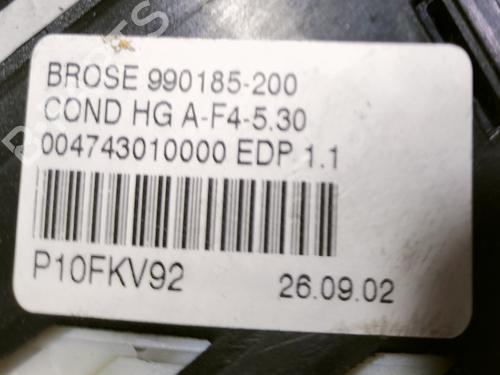 BROSE 990185-200
COND HG A-F4-5.30
004743010000 EDP 1.1
P10FKV92 26.09.02